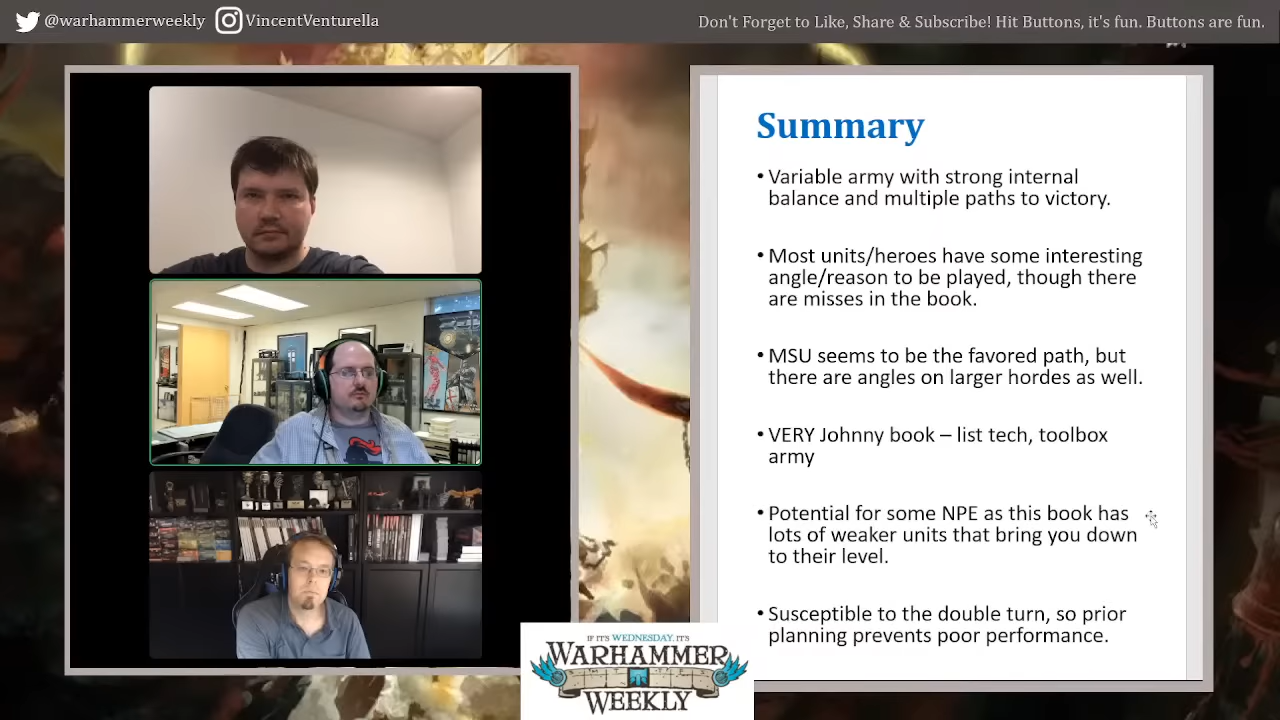 @warhammerweekly VincentVenturella
Don't Forget to Like, Share & Subscribe! Hit Buttons, it's fun. Buttons are fun.
Summary
• Variable army with strong internal
balance and multiple paths to victory.
• Most units/heroes have some interesting
angle/reason to be played, though there
are misses in the book.
• MSU seems to be the favored path, but
there are angles on larger hordes as well.
• VERY Johnny book – list tech, toolbox
army
• Potential for some NPE as this book has
lots of weaker units that bring you down
to their level.
• Susceptible to the double turn, so prior
planning prevents poor performance.
IF IT'S WEDNESDAY, IT'S
WARHAMMER
WEEKLY